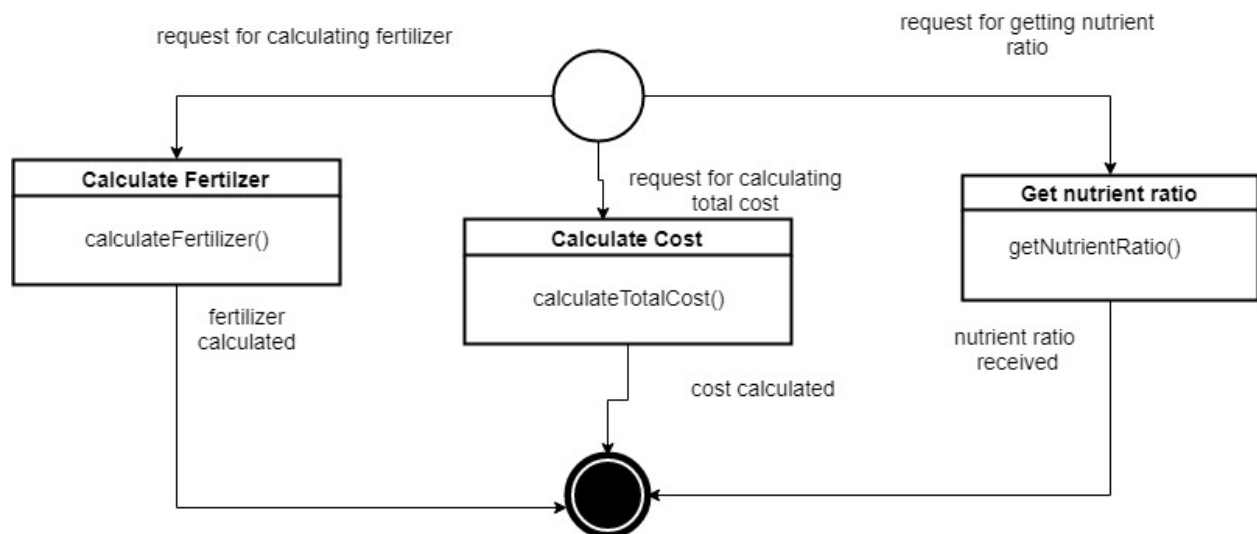 request for calculating fertilizer
request for getting nutrient
ratio
Calculate Fertilzer
calculateFertilizer()
request for calculating
total cost
Calculate Cost
calculateTotalCost()
Get nutrient ratio
getNutrientRatio()
fertilizer
calculated
cost calculated
nutrient ratio
received